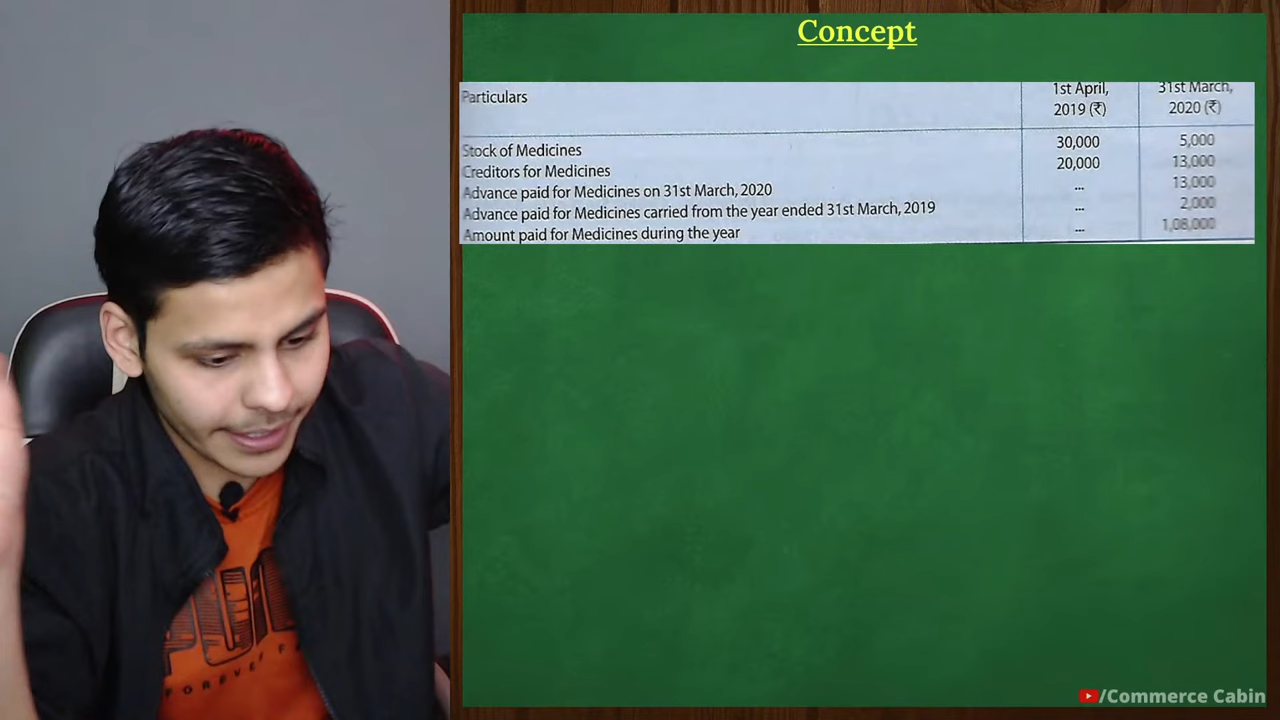 Concept
Particulars 1st April, 2019 (₹) 31st March, 2020 (₹)
Stock of Medicines 30,000 5,000
Creditors for Medicines 20,000 13,000
Advance paid for Medicines on 31st March, 2020 ... 13,000
Advance paid for Medicines carried from the year ended 31st March, 2019 ... 2,000
Amount paid for Medicines during the year ... 1,08,000
FOREVER F
/Commerce Cabin